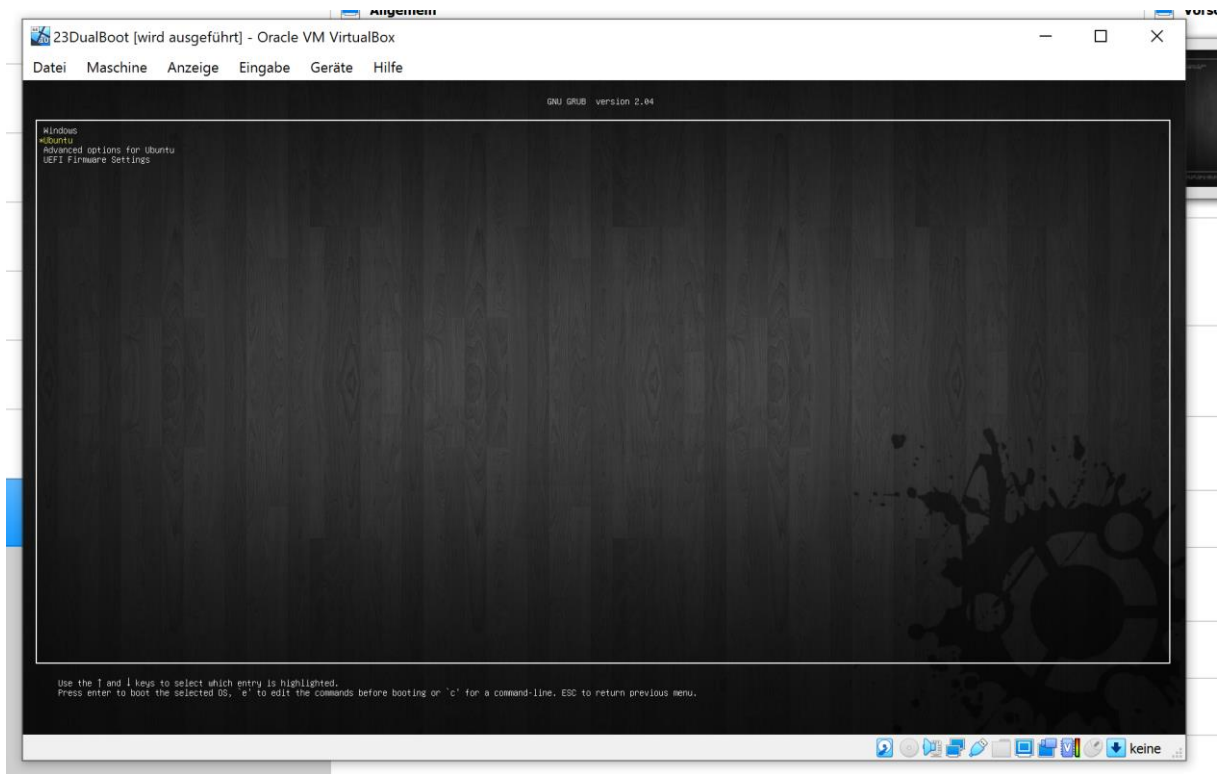 Allgemein
23DualBoot [wird ausgeführt] - Oracle VM VirtualBox
Datei Maschine Anzeige Eingabe Geräte Hilfe
GNU GRUB version 2.04
Windows
*Ubuntu
Advanced options for Ubuntu
UEFI Firmware Settings
Use the ↑ and ↓ keys to select which entry is highlighted.
Press enter to boot the selected OS, `e' to edit the commands before booting or `c' for a command-line. ESC to return previous menu.
keine